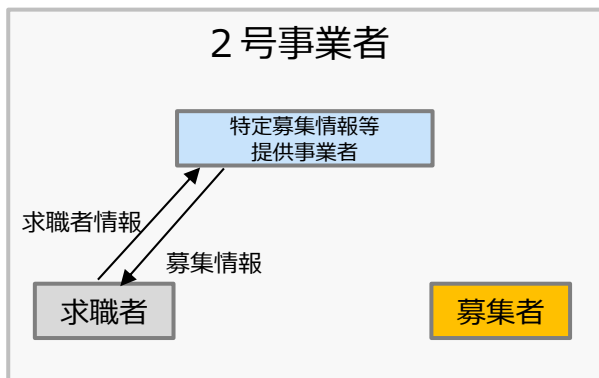 ２号事業者
特定募集情報等
提供事業者
求職者情報
募集情報
求職者
募集者